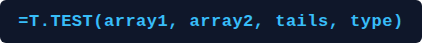 =T.TEST(array1, array2, tails, type)